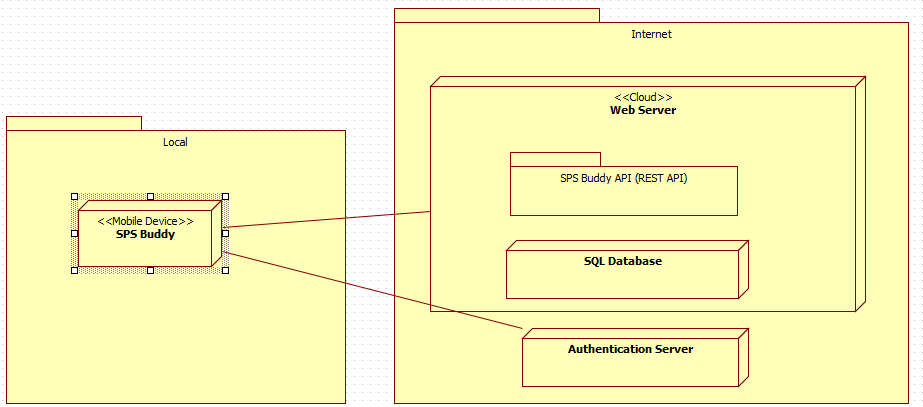 Local
<<Mobile Device>>
SPS Buddy
Internet
<<Cloud>>
Web Server
SPS Buddy API (REST API)
SQL Database
Authentication Server